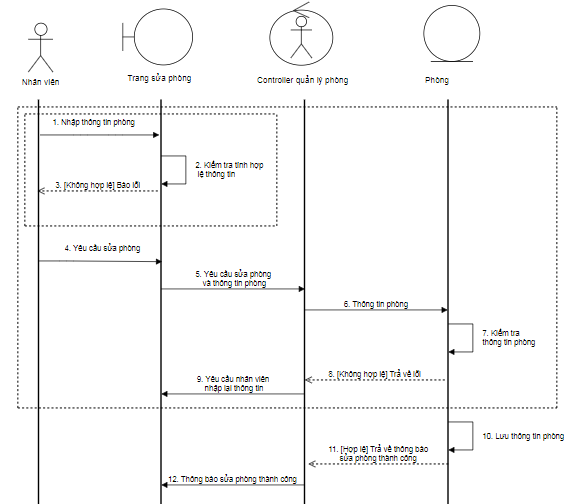 Nhân viên
Trang sửa phòng
Controller quản lý phòng
Phòng
1. Nhập thông tin phòng
2. Kiểm tra tính hợp
lệ thông tin
3. [Không hợp lệ] Báo lỗi
4. Yêu cầu sửa phòng
5. Yêu cầu sửa phòng
và thông tin phòng
6. Thông tin phòng
7. Kiểm tra
thông tin phòng
8. [Không hợp lệ] Trả về lỗi
9. Yêu cầu nhân viên
nhập lại thông tin
10. Lưu thông tin phòng
11. [Hợp lệ] Trả về thông báo
sửa phòng thành công
12. Thông báo sửa phòng thành công